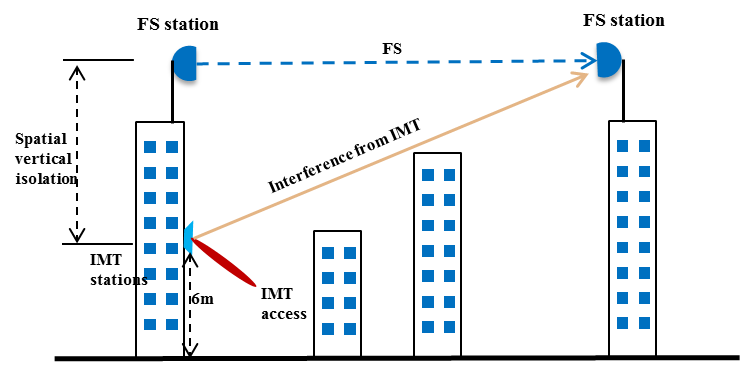 FS station
FS station
FS
Spatial
vertical
isolation
Interference from IMT
IMT
stations
6m
IMT
access